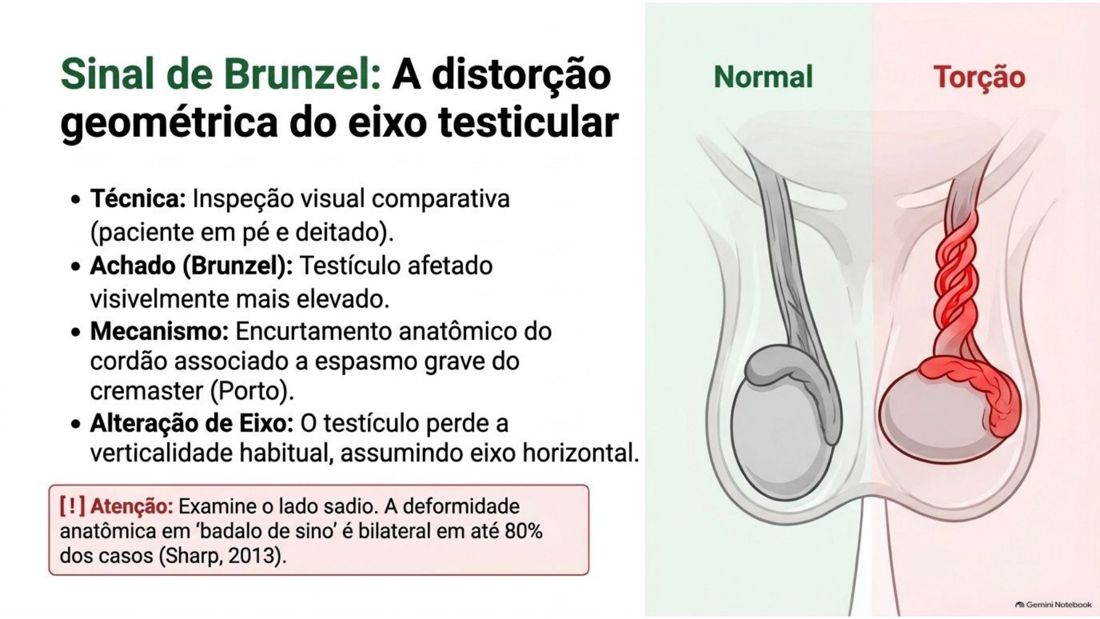 Sinal de Brunzel: A distorção
geométrica do eixo testicular
• Técnica: Inspeção visual comparativa
(paciente em pé e deitado).
• Achado (Brunzel): Testículo afetado
visivelmente mais elevado.
• Mecanismo: Encurtamento anatômico do
cordão associado a espasmo grave do
cremaster (Porto).
• Alteração de Eixo: O testículo perde a
verticalidade habitual, assumindo eixo horizontal.
[!] Atenção: Examine o lado sadio. A deformidade
anatômica em ‘badalo de sino’ é bilateral em até 80%
dos casos (Sharp, 2013).
Normal
Torção
Gemini Notebook